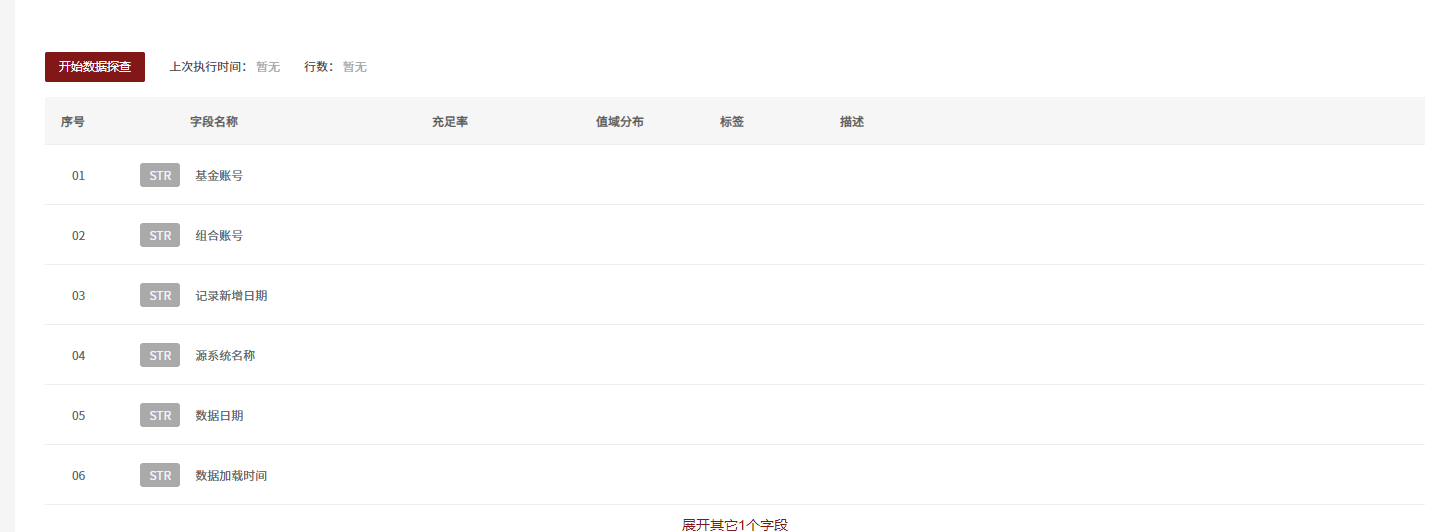 开始数据探查 上次执行时间： 暂无 行数： 暂无
序号 字段名称 充足率 值域分布 标签 描述
01 STR 基金账号
02 STR 组合账号
03 STR 记录新增日期
04 STR 源系统名称
05 STR 数据日期
06 STR 数据加载时间
展开其它1个字段